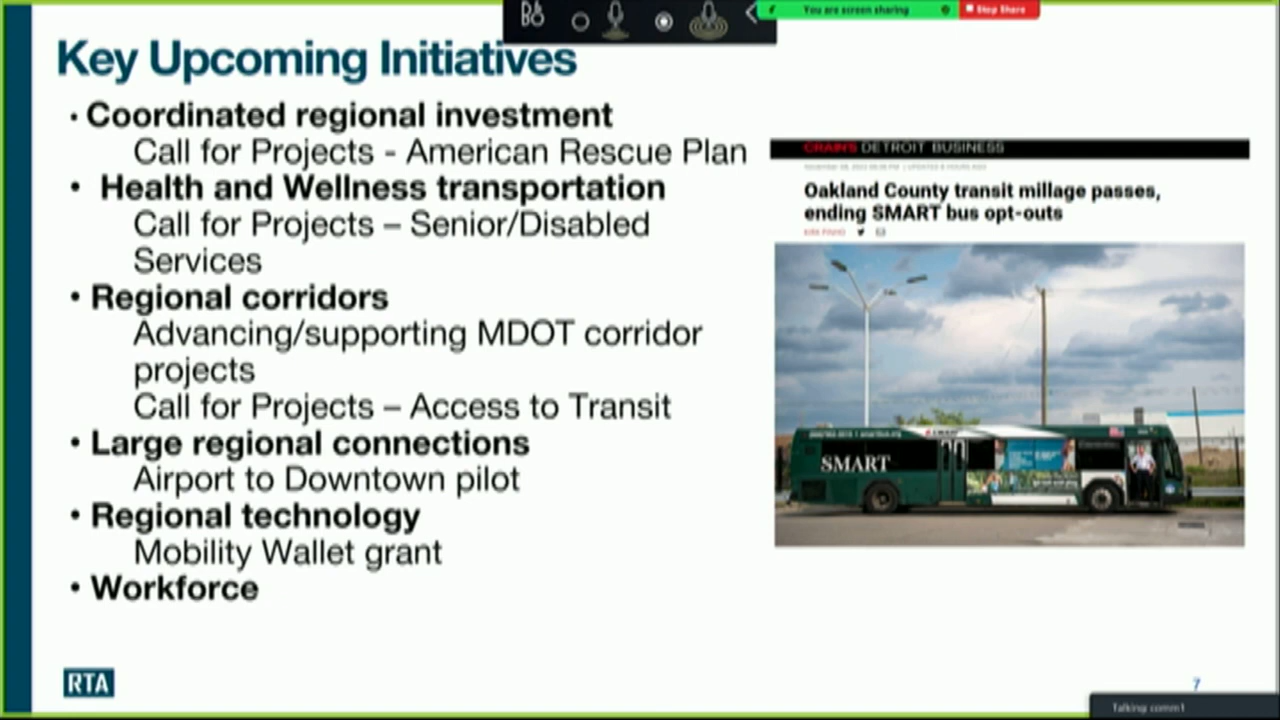 You are screen sharing
Stop Share
Key Upcoming Initiatives
• Coordinated regional investment
Call for Projects - American Rescue Plan
• Health and Wellness transportation
Call for Projects – Senior/Disabled
Services
• Regional corridors
Advancing/supporting MDOT corridor
projects
Call for Projects – Access to Transit
• Large regional connections
Airport to Downtown pilot
• Regional technology
Mobility Wallet grant
• Workforce
CRAIN'S DETROIT BUSINESS
Oakland County transit millage passes,
ending SMART bus opt-outs
SMART
RTA
7
Talking: comm1